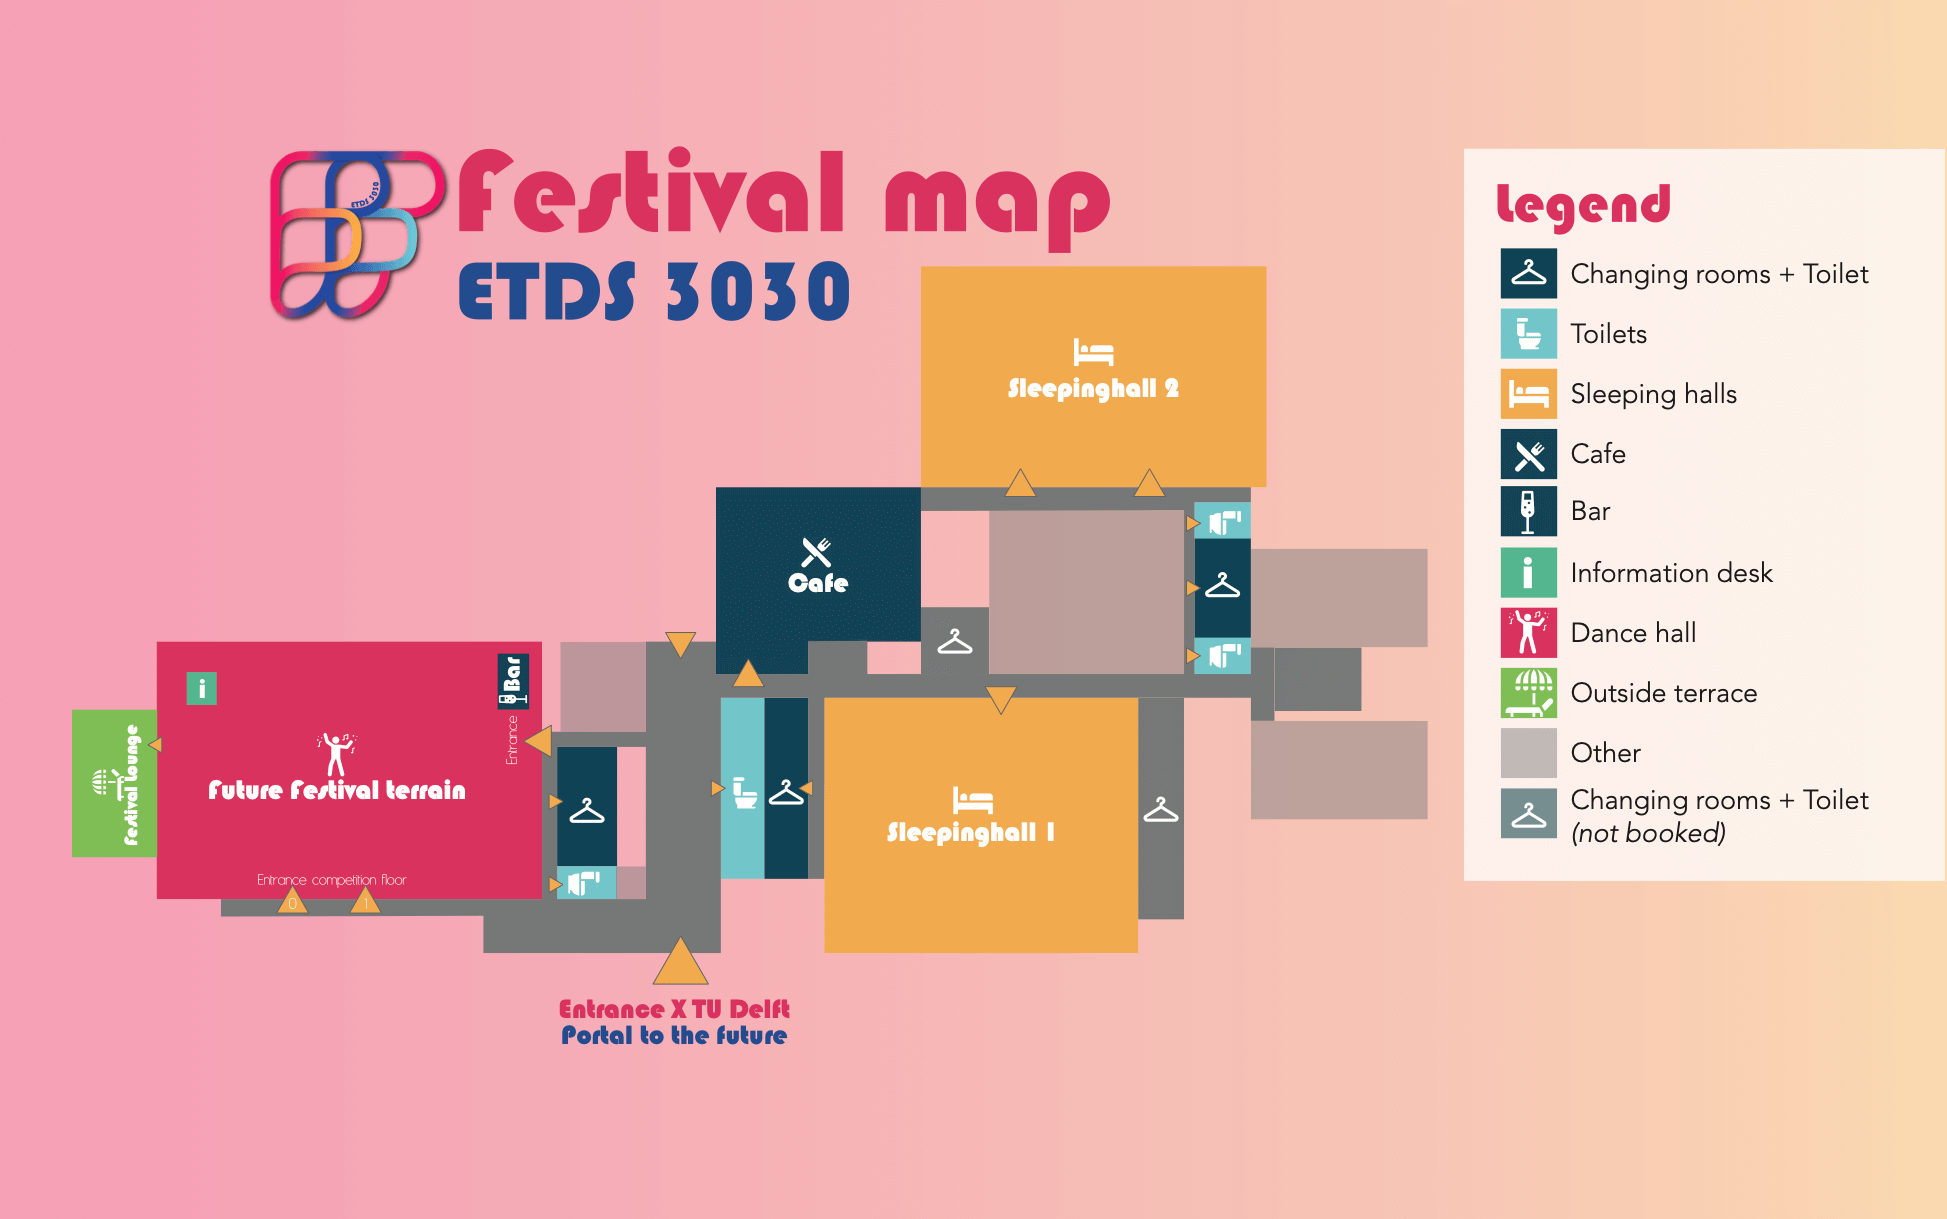 Festival map
ETDS 3030
ETDS 3030
Legend
Changing rooms + Toilet
Toilets
Sleeping halls
Cafe
Bar
Information desk
Dance hall
Outside terrace
Other
Changing rooms + Toilet
(not booked)
Sleepinghall 2
Cafe
i
Bar
Entrance
Festival Lounge
Future Festival terrain
Sleepinghall 1
Entrance competition floor
0
1
Entrance X TU Delft
Portal to the future